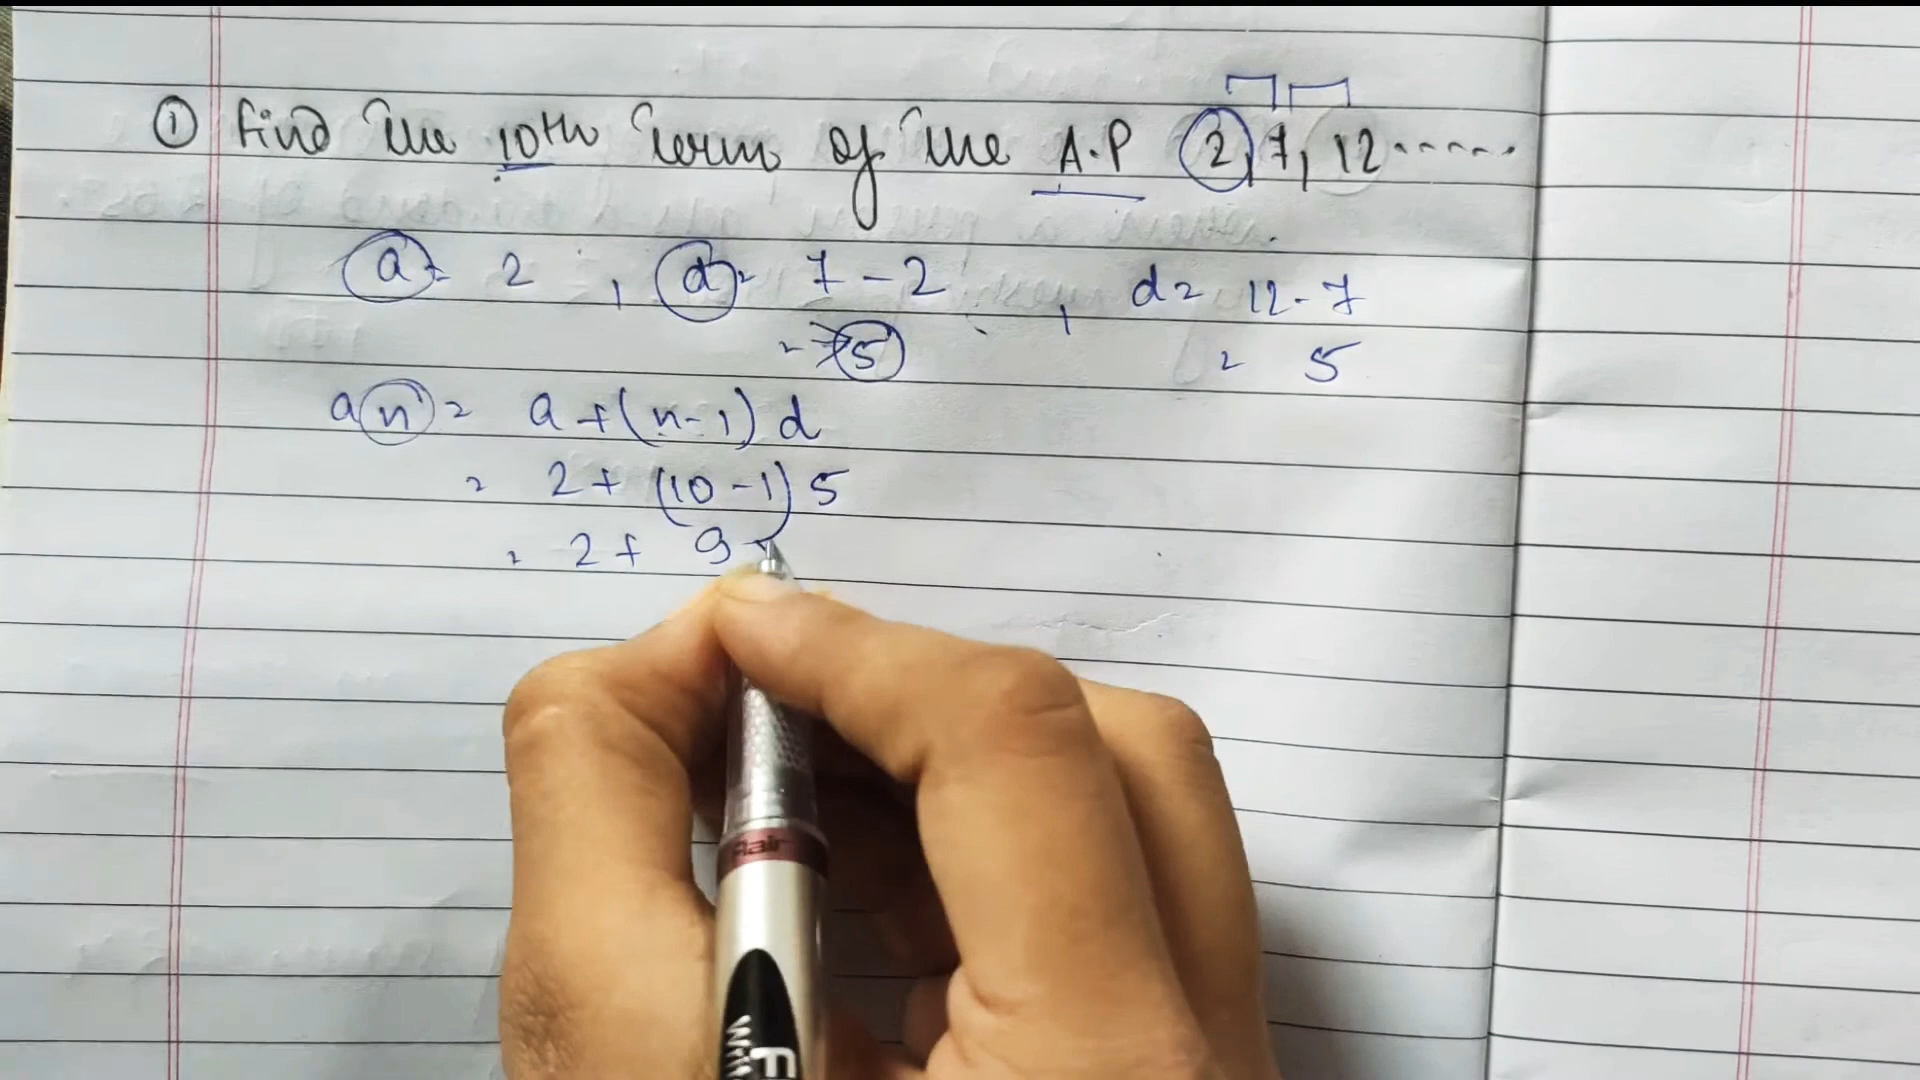 ① Find the 10th term of the A.P 2, 7, 12.....
a = 2 , d = 7 - 2 , d = 12 - 7
= 5 = 5
an = a + (n-1) d
= 2 + (10-1) 5
= 2 + 9
Flair